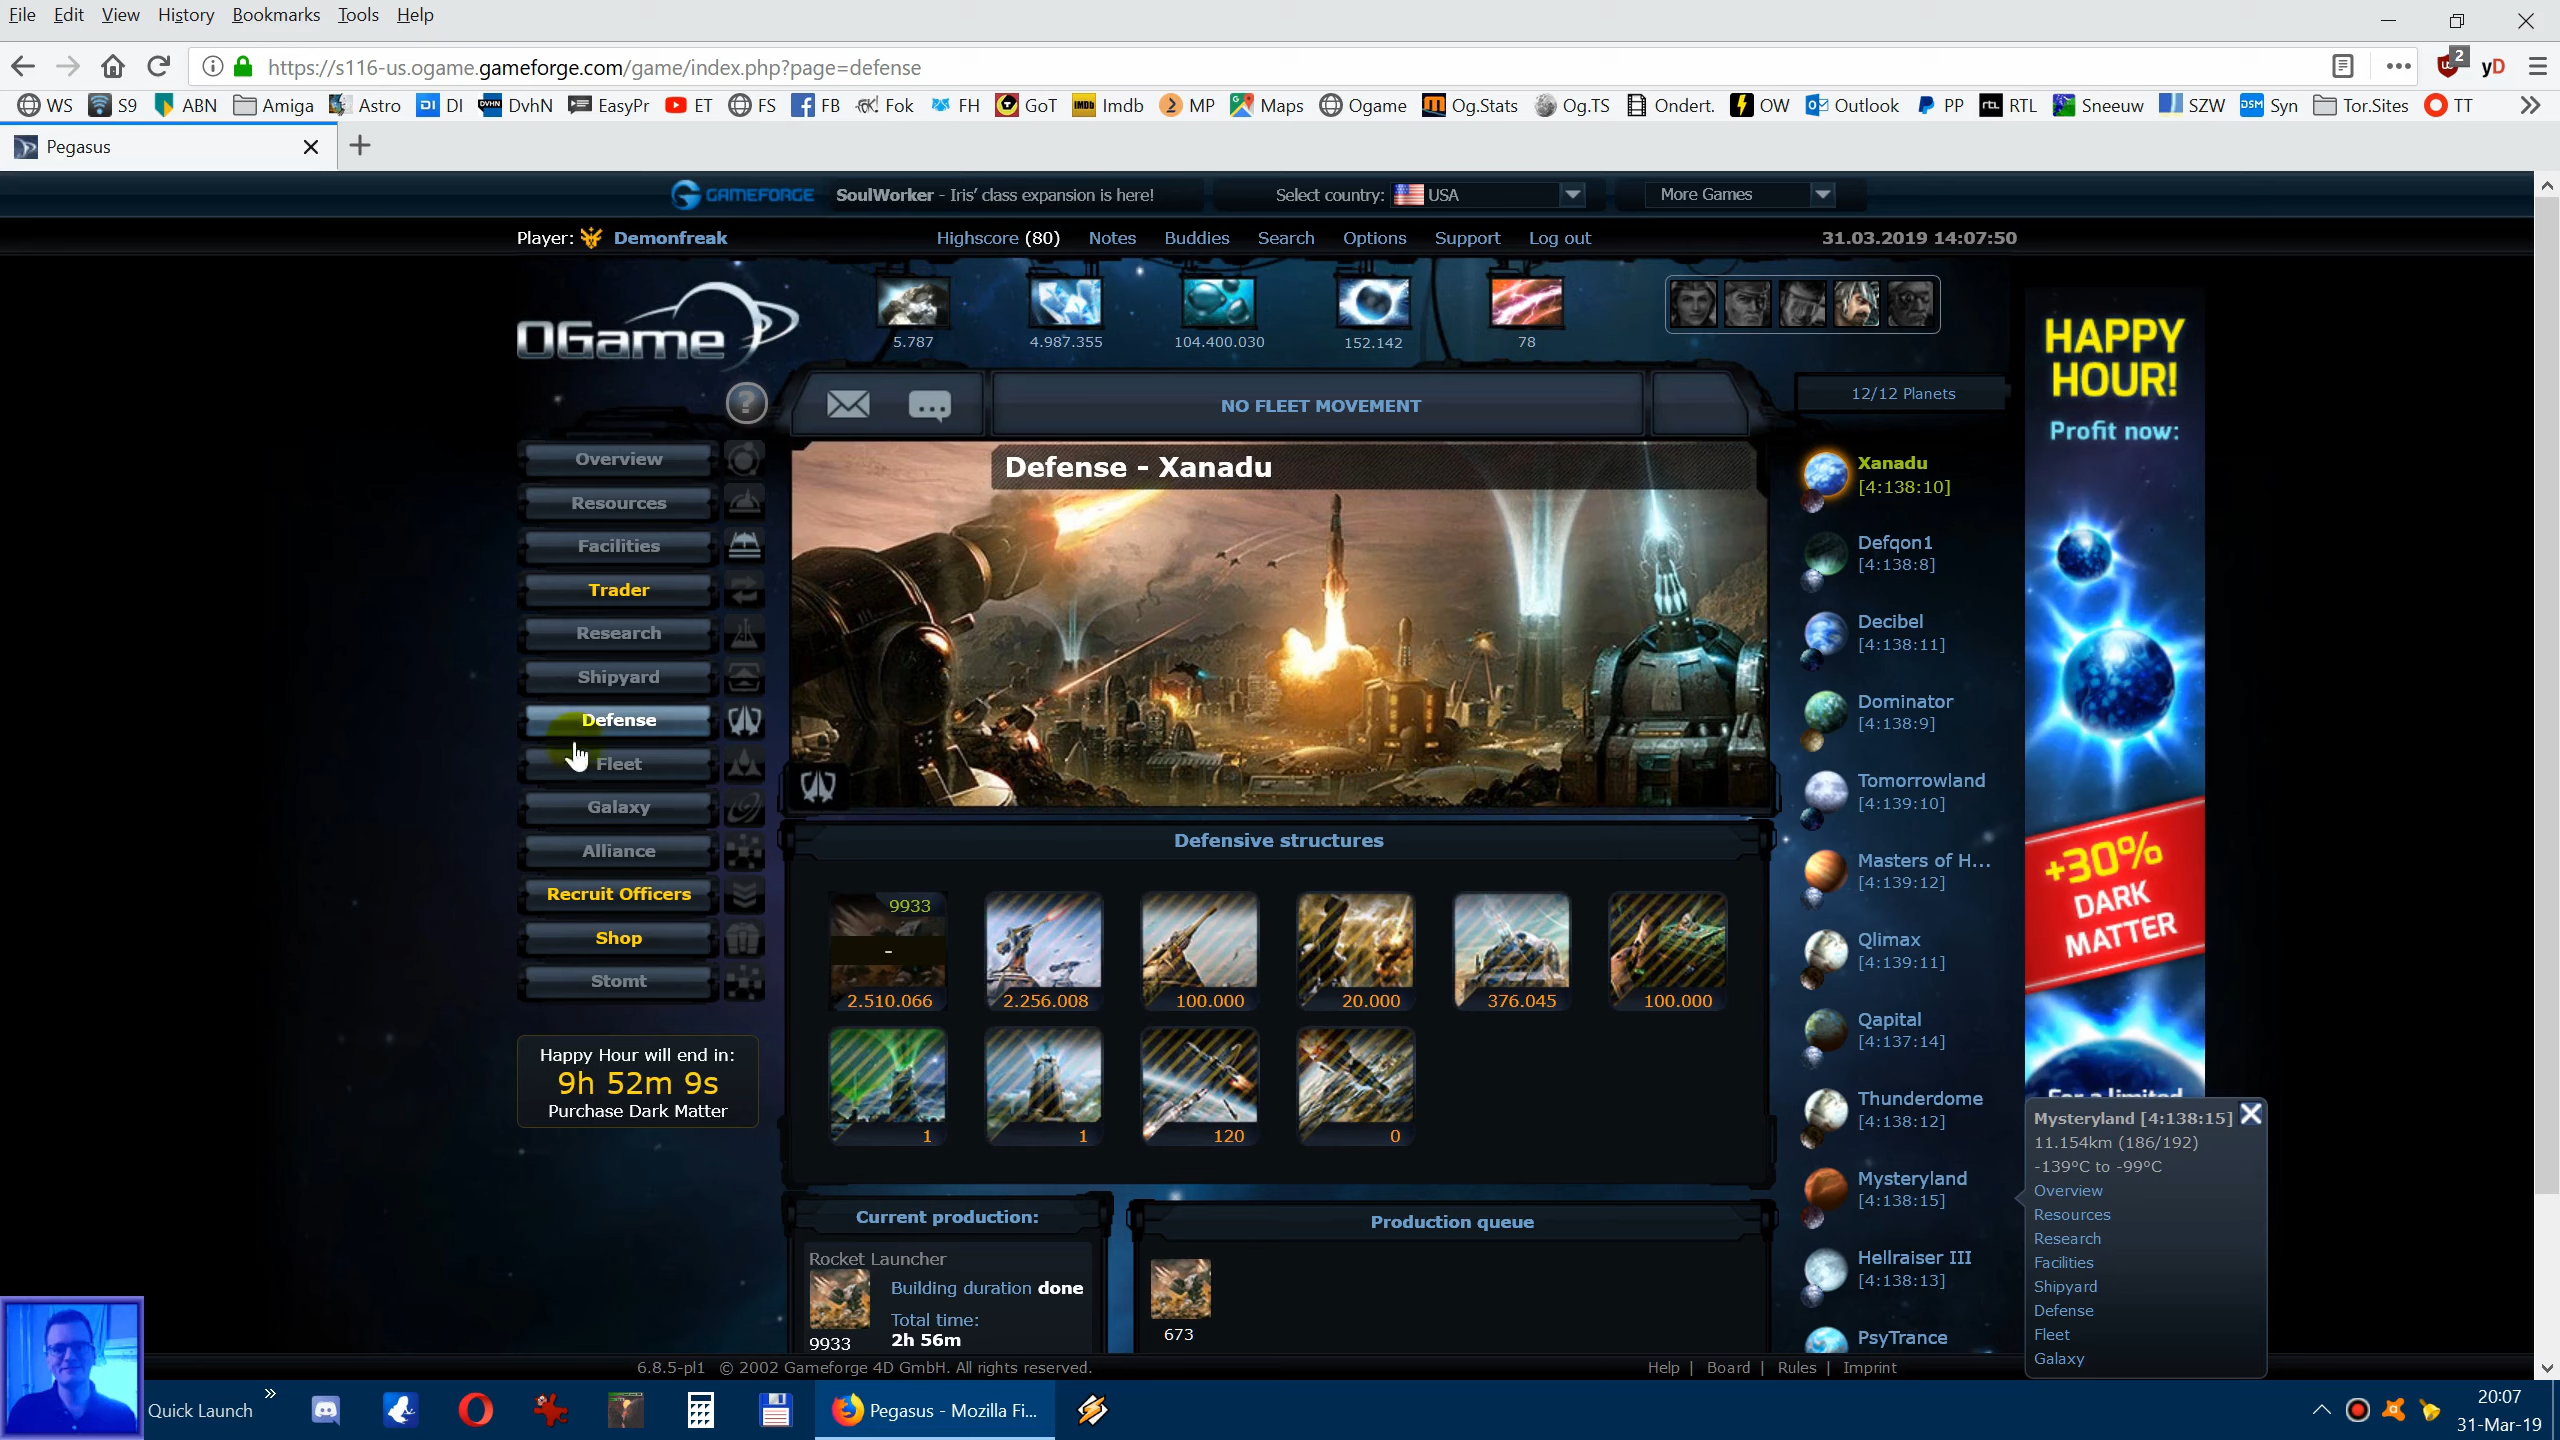 File Edit View History Bookmarks Tools Help
https://s116-us.ogame.gameforge.com/game/index.php?page=defense
2
yD
WS S9 ABN Amiga Astro DI DvhN EasyPr ET FS FB Fok FH GoT Imdb MP Maps Ogame Og.Stats Og.TS Ondert. OW Outlook PP RTL Sneeuw SZW Syn Tor.Sites TT
Pegasus
GAMEFORGE SoulWorker - Iris' class expansion is here! Select country: USA More Games
Player: Demonfreak Highscore (80) Notes Buddies Search Options Support Log out 31.03.2019 14:07:50
OGame
5.787 4.987.355 104.400.030 152.142 78
NO FLEET MOVEMENT
12/12 Planets
Overview
Resources
Facilities
Trader
Research
Shipyard
Defense
Fleet
Galaxy
Alliance
Recruit Officers
Shop
Stomt
Happy Hour will end in:
9h 52m 9s
Purchase Dark Matter
Defense - Xanadu
Defensive structures
9933
-
2.510.066 2.256.008 100.000 20.000 376.045 100.000
1 1 120 0
Current production:
Rocket Launcher
Building duration done
Total time:
2h 56m
9933
Production queue
673
Xanadu
[4:138:10]
Defqon1
[4:138:8]
Decibel
[4:138:11]
Dominator
[4:138:9]
Tomorrowland
[4:139:10]
Masters of H...
[4:139:12]
Qlimax
[4:139:11]
Qapital
[4:137:14]
Thunderdome
[4:138:12]
Mysteryland
[4:138:15]
Hellraiser III
[4:138:13]
PsyTrance
HAPPY
HOUR!
Profit now:
+30%
DARK
MATTER
For a limited
Mysteryland [4:138:15]
11.154km (186/192)
-139°C to -99°C
Overview
Resources
Research
Facilities
Shipyard
Defense
Fleet
Galaxy
6.8.5-pl1 © 2002 Gameforge 4D GmbH. All rights reserved.
Help | Board | Rules | Imprint
Quick Launch
Pegasus - Mozilla Fi...
20:07
31-Mar-19